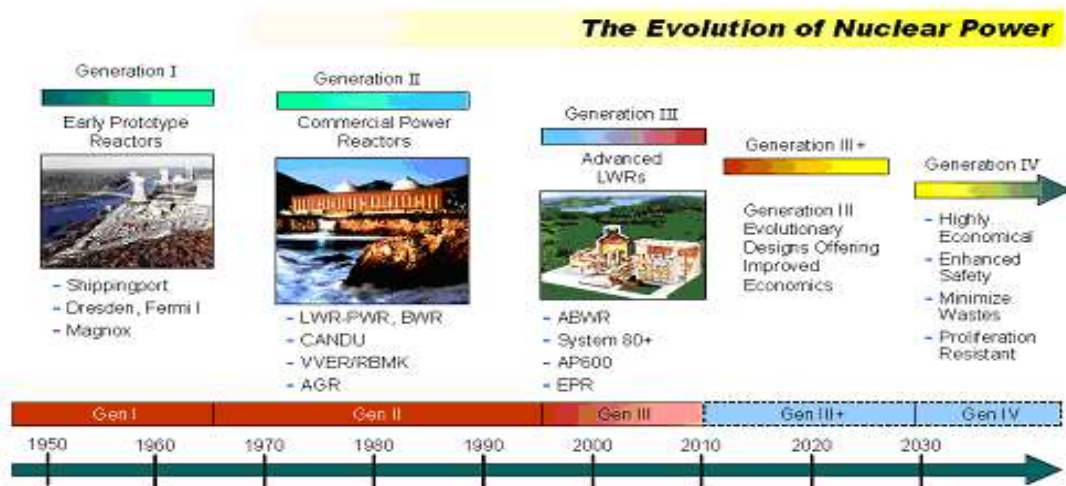 The Evolution of Nuclear Power
Generation I
Early Prototype
Reactors
- Shippingport
- Dresden, Fermi I
- Magnox
Generation II
Commercial Power
Reactors
- LWR-PWR, BWR
- CANDU
- VVER/RBMK
- AGR
Generation III
Advanced
LWRs
- ABWR
- System 80+
- AP600
- EPR
Generation III+
Generation III
Evolutionary
Designs Offering
Improved
Economics
Generation IV
- Highly
Economical
- Enhanced
Safety
- Minimize
Wastes
- Proliferation
Resistant
Gen I Gen II Gen III Gen III+ Gen IV
1950 1960 1970 1980 1990 2000 2010 2020 2030